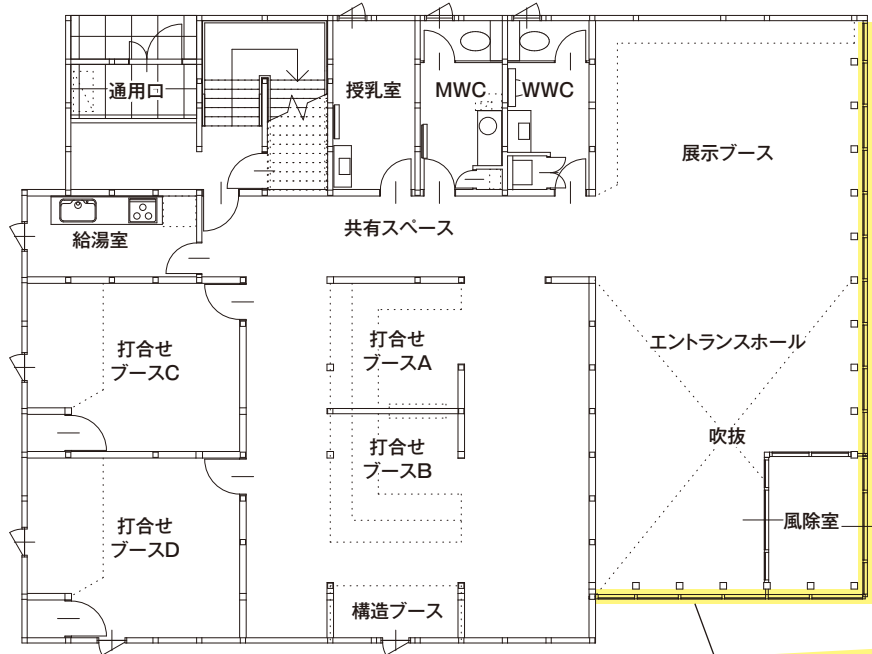 通用口
授乳室
MWC
WWC
展示ブース
共有スペース
給湯室
打合せ
ブースC
打合せ
ブースA
エントランスホール
吹抜
打合せ
ブースB
打合せ
ブースD
風除室
構造ブース